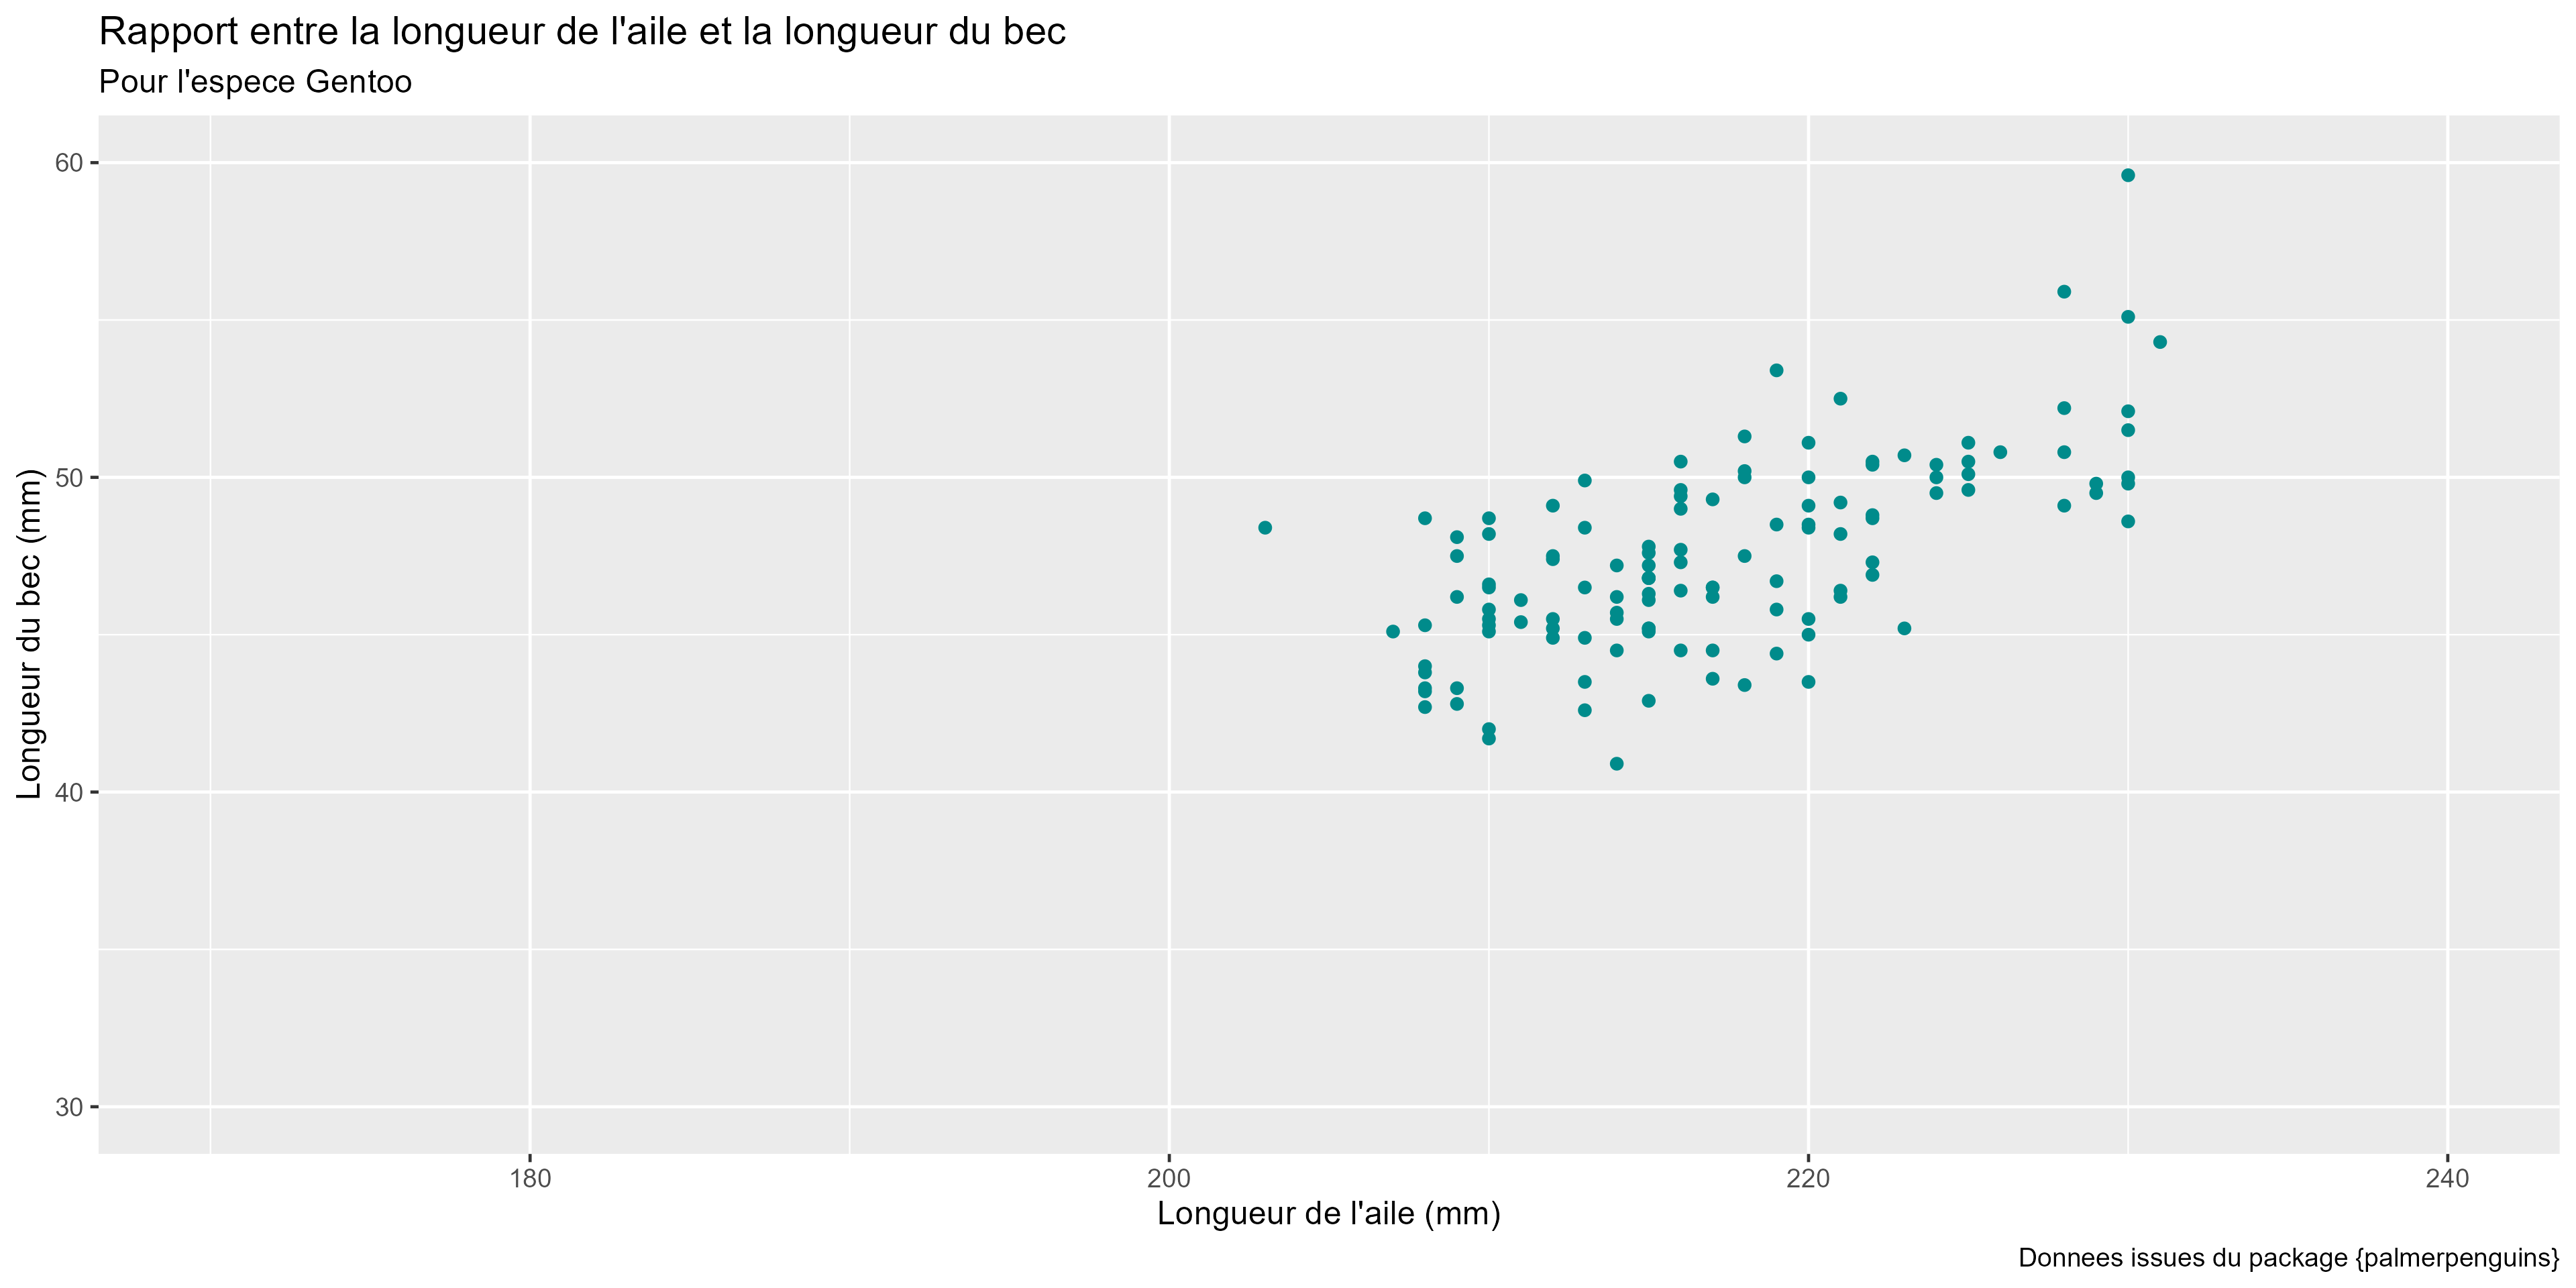 Rapport entre la longueur de l'aile et la longueur du bec
Pour l'espece Gentoo
Longueur du bec (mm)
60
50
40
30
180
200
220
240
Longueur de l'aile (mm)
Donnees issues du package {palmerpenguins}